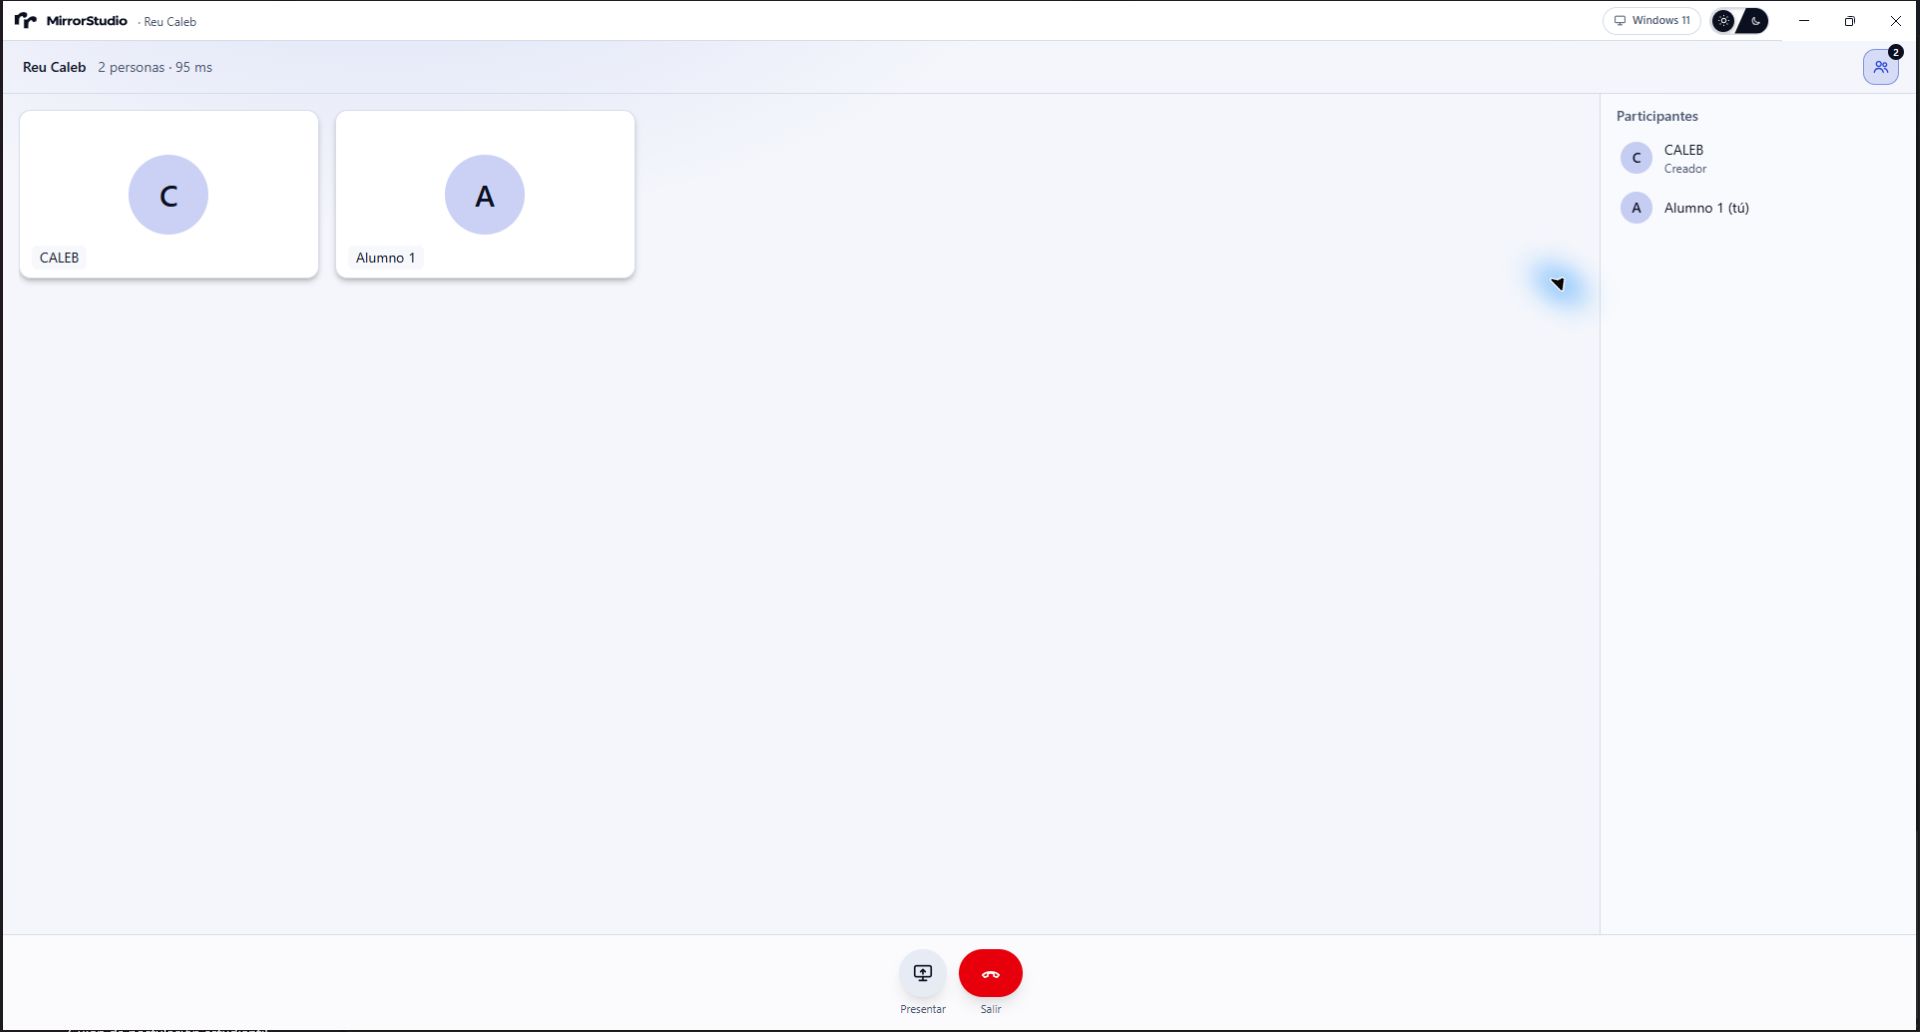 MirrorStudio · Reu Caleb
Windows 11
Reu Caleb 2 personas · 95 ms
2
C
CALEB
A
Alumno 1
Participantes
C
CALEB
Creador
A
Alumno 1 (tú)
Presentar
Salir